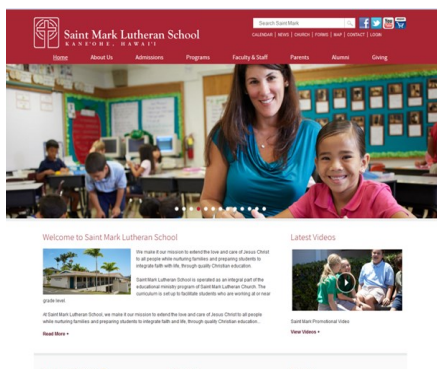 Search Saint Mark
Saint Mark Lutheran School
KANE'OHE, HAWAI'I
CALENDAR | NEWS | CHURCH | FORMS | MAP | CONTACT | LOGIN
Home About Us Admissions Programs Faculty & Staff Parents Alumni Giving
Welcome to Saint Mark Lutheran School
We make it our mission to extend the love and care of Jesus Christ
to all people while nurturing families and preparing students to
integrate faith with life, through quality Christian education.
Saint Mark Lutheran School is operated as an integral part of the
educational ministry program of Saint Mark Lutheran Church. The
curriculum is set up to facilitate students who are working at or near
grade level.
At Saint Mark Lutheran School, we make it our mission to extend the love and care of Jesus Christ to all people
while nurturing families and preparing students to integrate faith and life, through quality Christian education...
Read More
Latest Videos
Saint Mark Promotional Video
View Videos